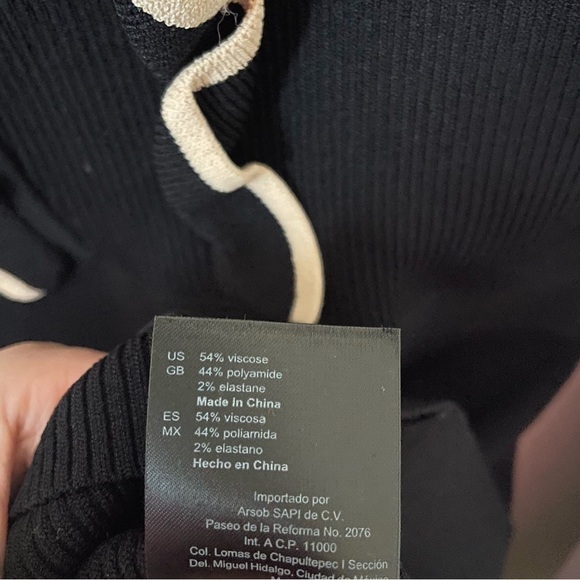 US 54% viscose
GB 44% polyamide
2% elastane
Made In China
ES 54% viscosa
MX 44% poliamida
2% elastano
Hecho en China
Importado por
Arsob SAPI de C.V.
Paseo de la Reforma No. 2076
Int. A C.P. 11000
Col. Lomas de Chapultepec I Sección
Del. Miguel Hidalgo, Ciudad de México